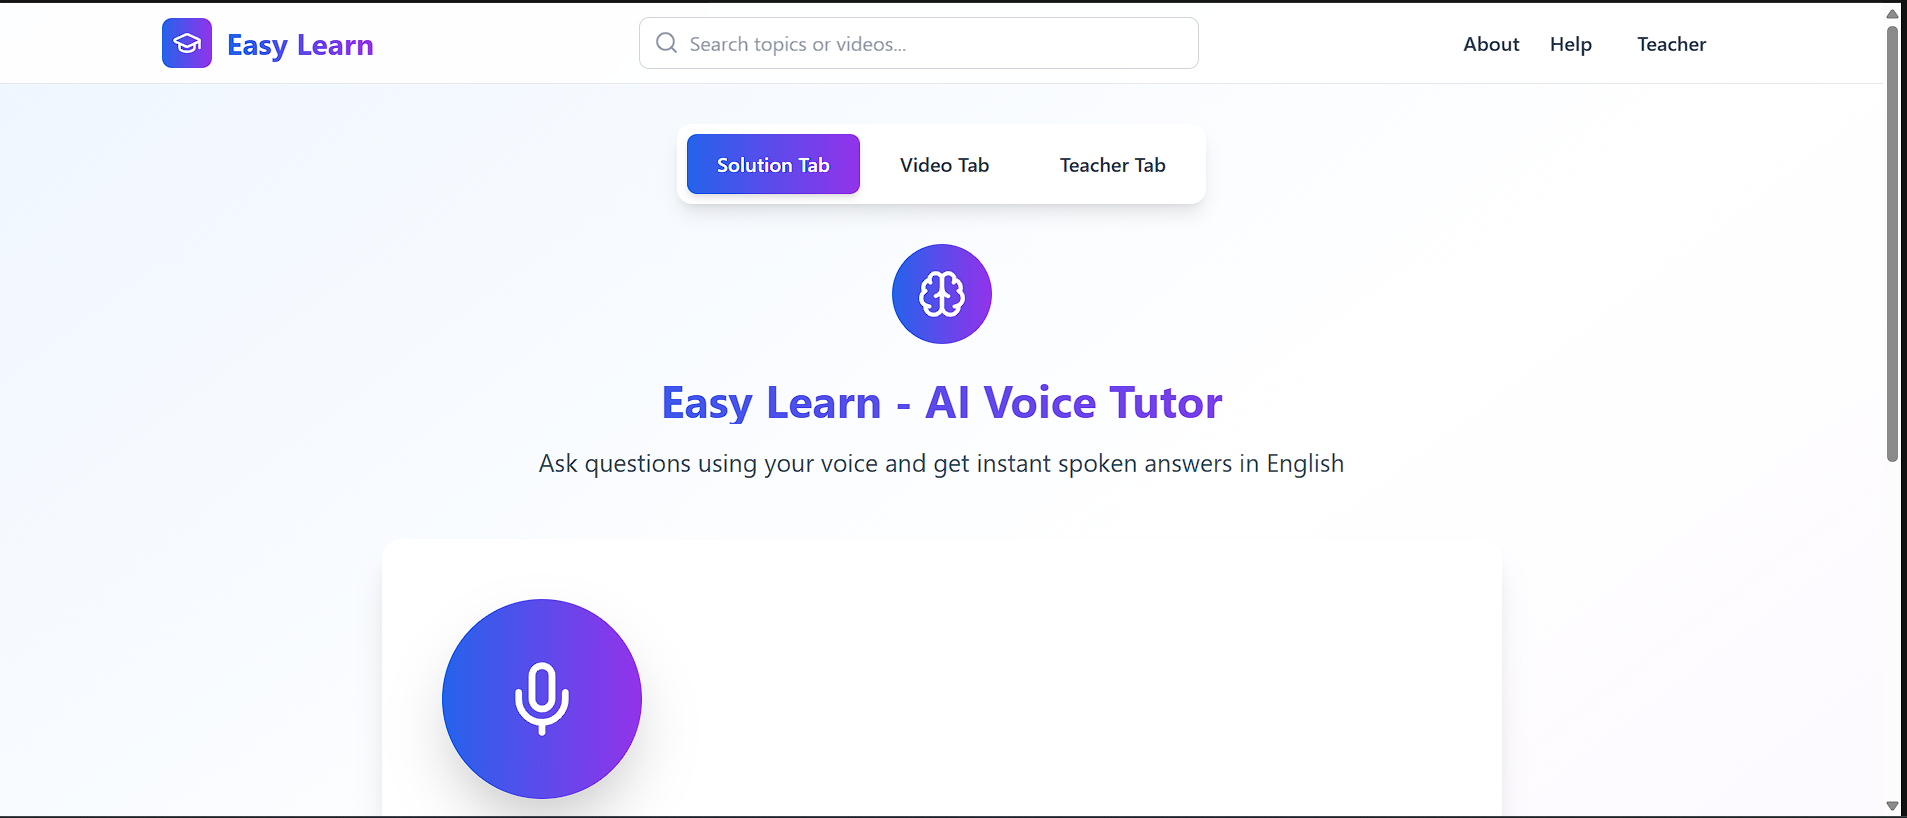 Easy Learn
Search topics or videos...
About Help Teacher
Solution Tab Video Tab Teacher Tab
Easy Learn - AI Voice Tutor
Ask questions using your voice and get instant spoken answers in English